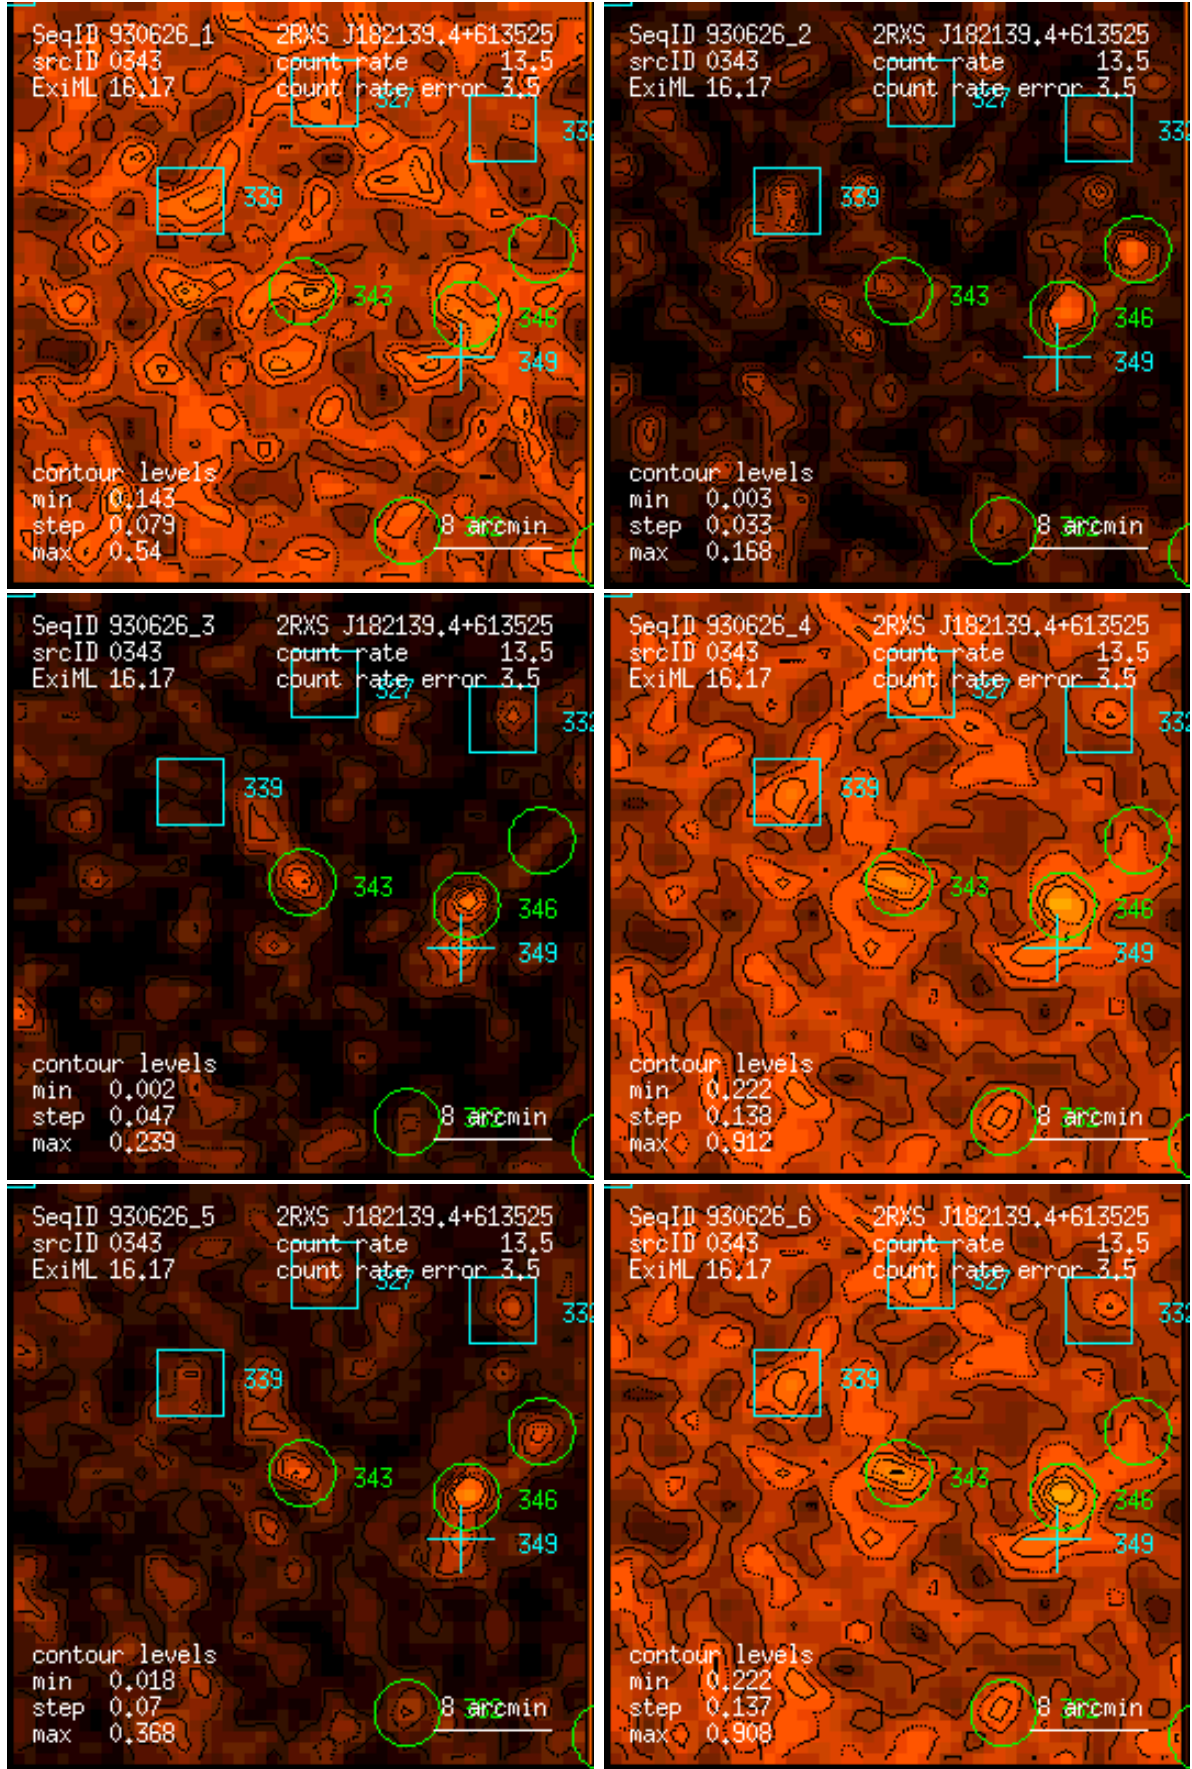 SeqID 930626_1 2RXS J182139.4+613525
srcID 0343 count rate 13.5
ExiML 16.17 count rate error 3.5
327
332
339
343
346
349
contour levels
min 0.143
step 0.079
max 0.54
8 arcmin
SeqID 930626_2 2RXS J182139.4+613525
srcID 0343 count rate 13.5
ExiML 16.17 count rate error 3.5
327
332
339
343
346
349
contour levels
min 0.003
step 0.033
max 0.168
8 arcmin
SeqID 930626_3 2RXS J182139.4+613525
srcID 0343 count rate 13.5
ExiML 16.17 count rate error 3.5
327
332
339
343
346
349
contour levels
min 0.002
step 0.047
max 0.239
8 arcmin
SeqID 930626_4 2RXS J182139.4+613525
srcID 0343 count rate 13.5
ExiML 16.17 count rate error 3.5
327
332
339
343
346
349
contour levels
min 0.222
step 0.138
max 0.912
8 arcmin
SeqID 930626_5 2RXS J182139.4+613525
srcID 0343 count rate 13.5
ExiML 16.17 count rate error 3.5
327
332
339
343
346
349
contour levels
min 0.018
step 0.07
max 0.368
8 arcmin
SeqID 930626_6 2RXS J182139.4+613525
srcID 0343 count rate 13.5
ExiML 16.17 count rate error 3.5
327
332
339
343
346
349
contour levels
min 0.222
step 0.137
max 0.908
8 arcmin